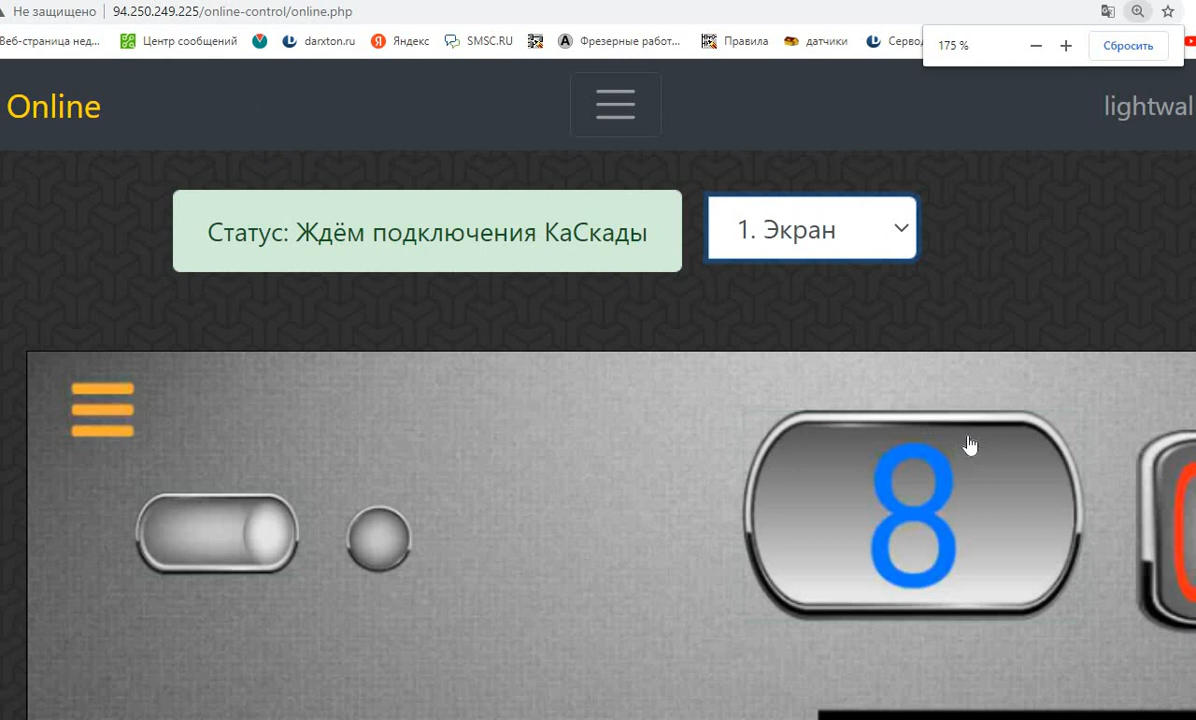 Не защищено 94.250.249.225/online-control/online.php
Веб-страница нед... Центр сообщений darxton.ru Яндекс SMSC.RU Фрезерные работ... Правила датчики Серво
175 % Сбросить
Online
lightwal
Статус: Ждём подключения КаСкады
1. Экран
8